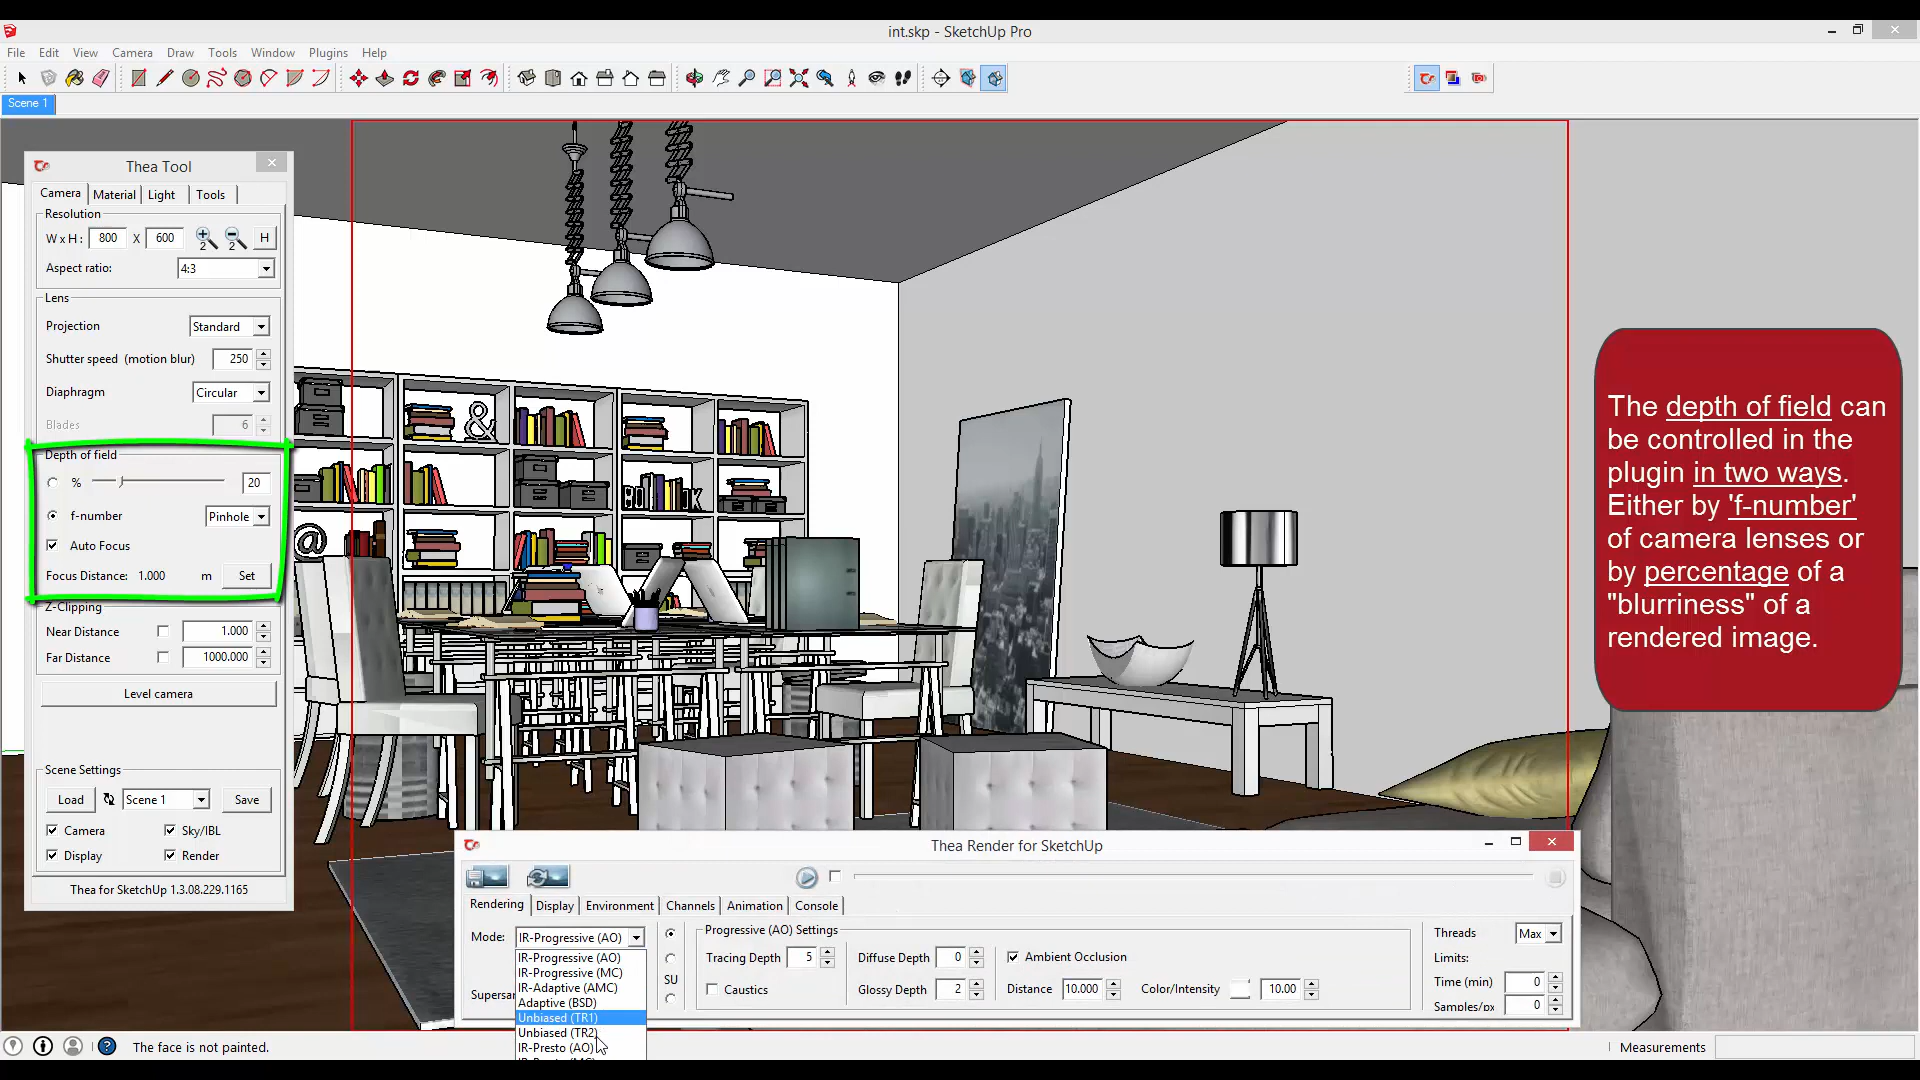 int.skp - SketchUp Pro
File Edit View Camera Draw Tools Window Plugins Help
Scene 1
Thea Tool
Camera Material Light Tools
Resolution
W x H : 800 X 600 2 2 H
Aspect ratio: 4:3
Lens
Projection Standard
Shutter speed (motion blur) 250
Diaphragm Circular
Blades 6
Depth of field
% 20
f-number Pinhole
Auto Focus
Focus Distance: 1.000 m Set
Z-Clipping
Near Distance 1.000
Far Distance 1000.000
Level camera
Scene Settings
Load Scene 1 Save
Camera Sky/IBL
Display Render
Thea for SketchUp 1.3.08.229.1165
&
@
The depth of field can
be controlled in the
plugin in two ways.
Either by 'f-number'
of camera lenses or
by percentage of a
"blurriness" of a
rendered image.
Thea Render for SketchUp
Rendering Display Environment Channels Animation Console
Mode: IR-Progressive (AO)
IR-Progressive (AO)
IR-Progressive (MC)
IR-Adaptive (AMC)
Adaptive (BSD)
Unbiased (TR1)
Unbiased (TR2)
IR-Presto (AO)
SU
Progressive (AO) Settings
Tracing Depth 5 Diffuse Depth 0 Ambient Occlusion
Caustics Glossy Depth 2 Distance 10.000 Color/Intensity 10.00
Threads Max
Limits:
Time (min) 0
Samples/px 0
The face is not painted.
Measurements